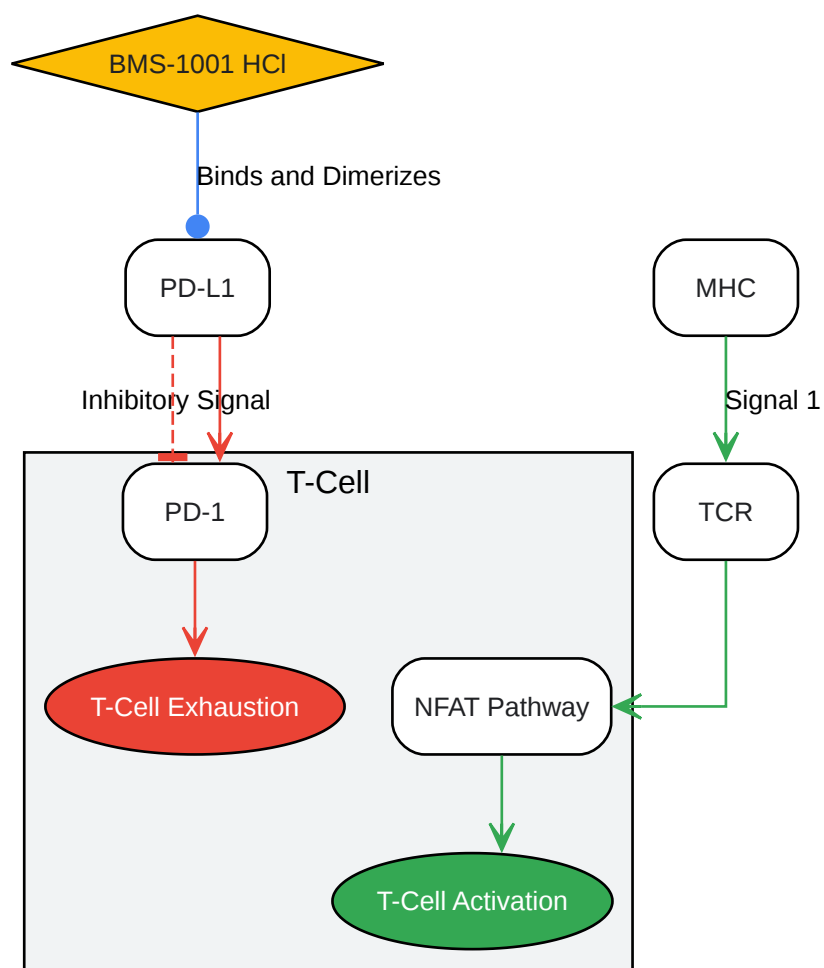 BMS-1001 HCl
Binds and Dimerizes
PD-L1
MHC
Inhibitory Signal
Signal 1
T-Cell
PD-1
TCR
T-Cell Exhaustion
NFAT Pathway
T-Cell Activation